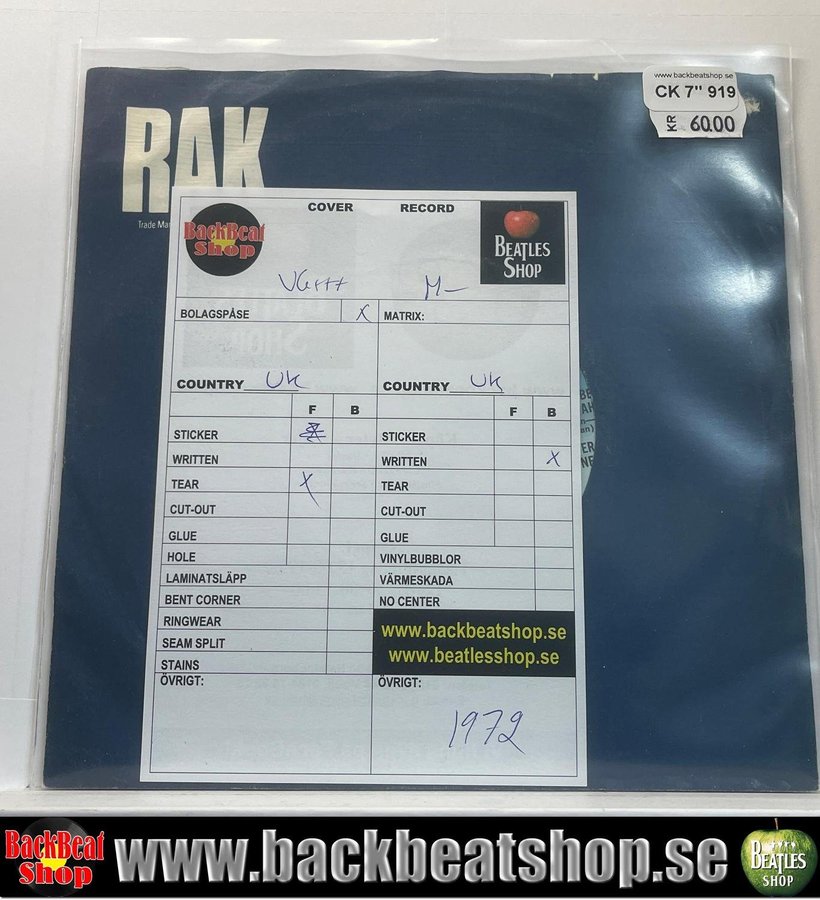 www.backbeatshop.se
CK 7" 919
KR 60.00
RAK
Trade Ma
COVER RECORD
BackBeat
Shop
BEATLES
SHOP
VG+++ M-
BOLAGSPÅSE X MATRIX:
COUNTRY UK COUNTRY UK
F B F B
STICKER STICKER
WRITTEN WRITTEN X
TEAR X TEAR
CUT-OUT CUT-OUT
GLUE GLUE
HOLE VINYLBUBBLOR
LAMINATSLÄPP VÄRMESKADA
BENT CORNER NO CENTER
RINGWEAR
SEAM SPLIT
STAINS
www.backbeatshop.se
www.beatlesshop.se
ÖVRIGT: ÖVRIGT:
1972
BackBeat
Shop
www.backbeatshop.se
BEATLES
SHOP